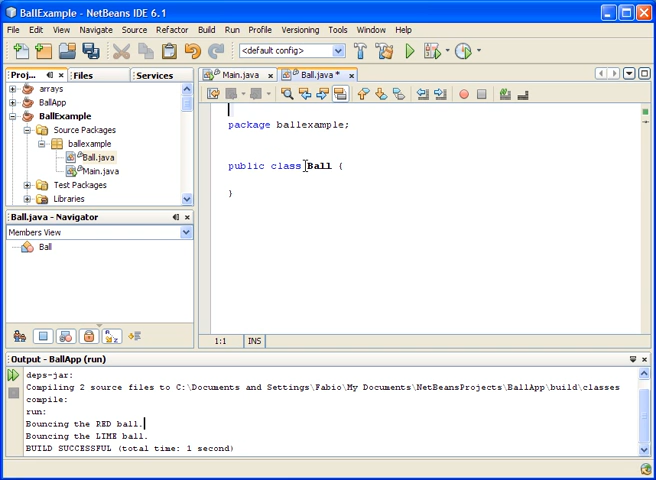 BallExample - NetBeans IDE 6.1
File Edit View Navigate Source Refactor Build Run Profile Versioning Tools Window Help
<default config>
Proj... Files Services
Main.java Ball.java *
arrays
BallApp
BallExample
Source Packages
ballexample
Ball.java
Main.java
Test Packages
Libraries
package ballexample;
public class Ball {
}
Ball.java - Navigator
Members View
Ball
1:1 INS
Output - BallApp (run)
deps-jar:
Compiling 2 source files to C:\Documents and Settings\Fabio\My Documents\NetBeansProjects\BallApp\build\classes
compile:
run:
Bouncing the RED ball.
Bouncing the LIME ball.
BUILD SUCCESSFUL (total time: 1 second)